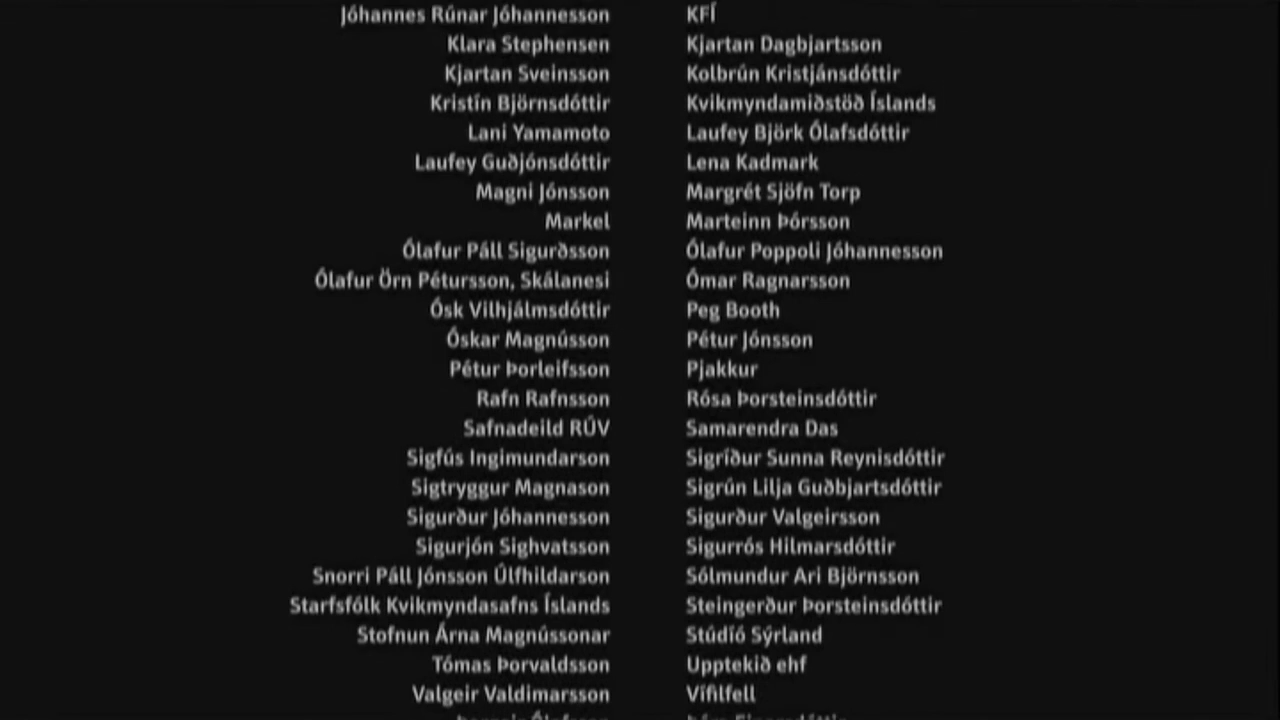 Jóhannes Rúnar Jóhannesson KFÍ
Klara Stephensen Kjartan Dagbjartsson
Kjartan Sveinsson Kolbrún Kristjánsdóttir
Kristín Björnsdóttir Kvikmyndamiðstöð Íslands
Lani Yamamoto Laufey Björk Ólafsdóttir
Laufey Guðjónsdóttir Lena Kadmark
Magni Jónsson Margrét Sjöfn Torp
Markel Marteinn Þórsson
Ólafur Páll Sigurðsson Ólafur Poppoli Jóhannesson
Ólafur Örn Pétursson, Skálanesi Ómar Ragnarsson
Ósk Vilhjálmsdóttir Peg Booth
Óskar Magnússon Pétur Jónsson
Pétur Þorleifsson Pjakkur
Rafn Rafnsson Rósa Þorsteinsdóttir
Safnadeild RÚV Samarendra Das
Sigfús Ingimundarson Sigríður Sunna Reynisdóttir
Sigtryggur Magnason Sigrún Lilja Guðbjartsdóttir
Sigurður Jóhannesson Sigurður Valgeirsson
Sigurjón Sighvatsson Sigurrós Hilmarsdóttir
Snorri Páll Jónsson Úlfhildarson Sólmundur Ari Björnsson
Starfsfólk Kvikmyndasafns Íslands Steingerður Þorsteinsdóttir
Stofnun Árna Magnússonar Stúdíó Sýrland
Tómas Þorvaldsson Upptekið ehf
Valgeir Valdimarsson Vífilfell